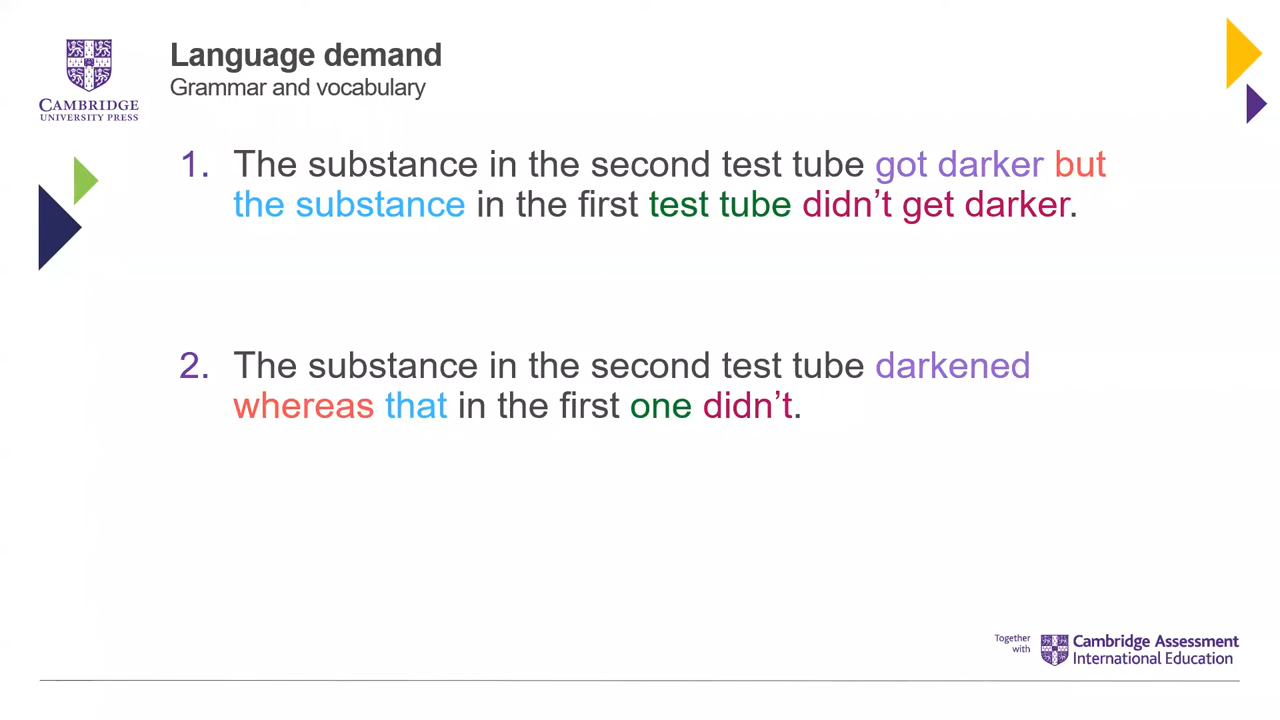 CAMBRIDGE
UNIVERSITY PRESS
Language demand
Grammar and vocabulary
1. The substance in the second test tube got darker but
the substance in the first test tube didn’t get darker.
2. The substance in the second test tube darkened
whereas that in the first one didn’t.
Together
with
Cambridge Assessment
International Education